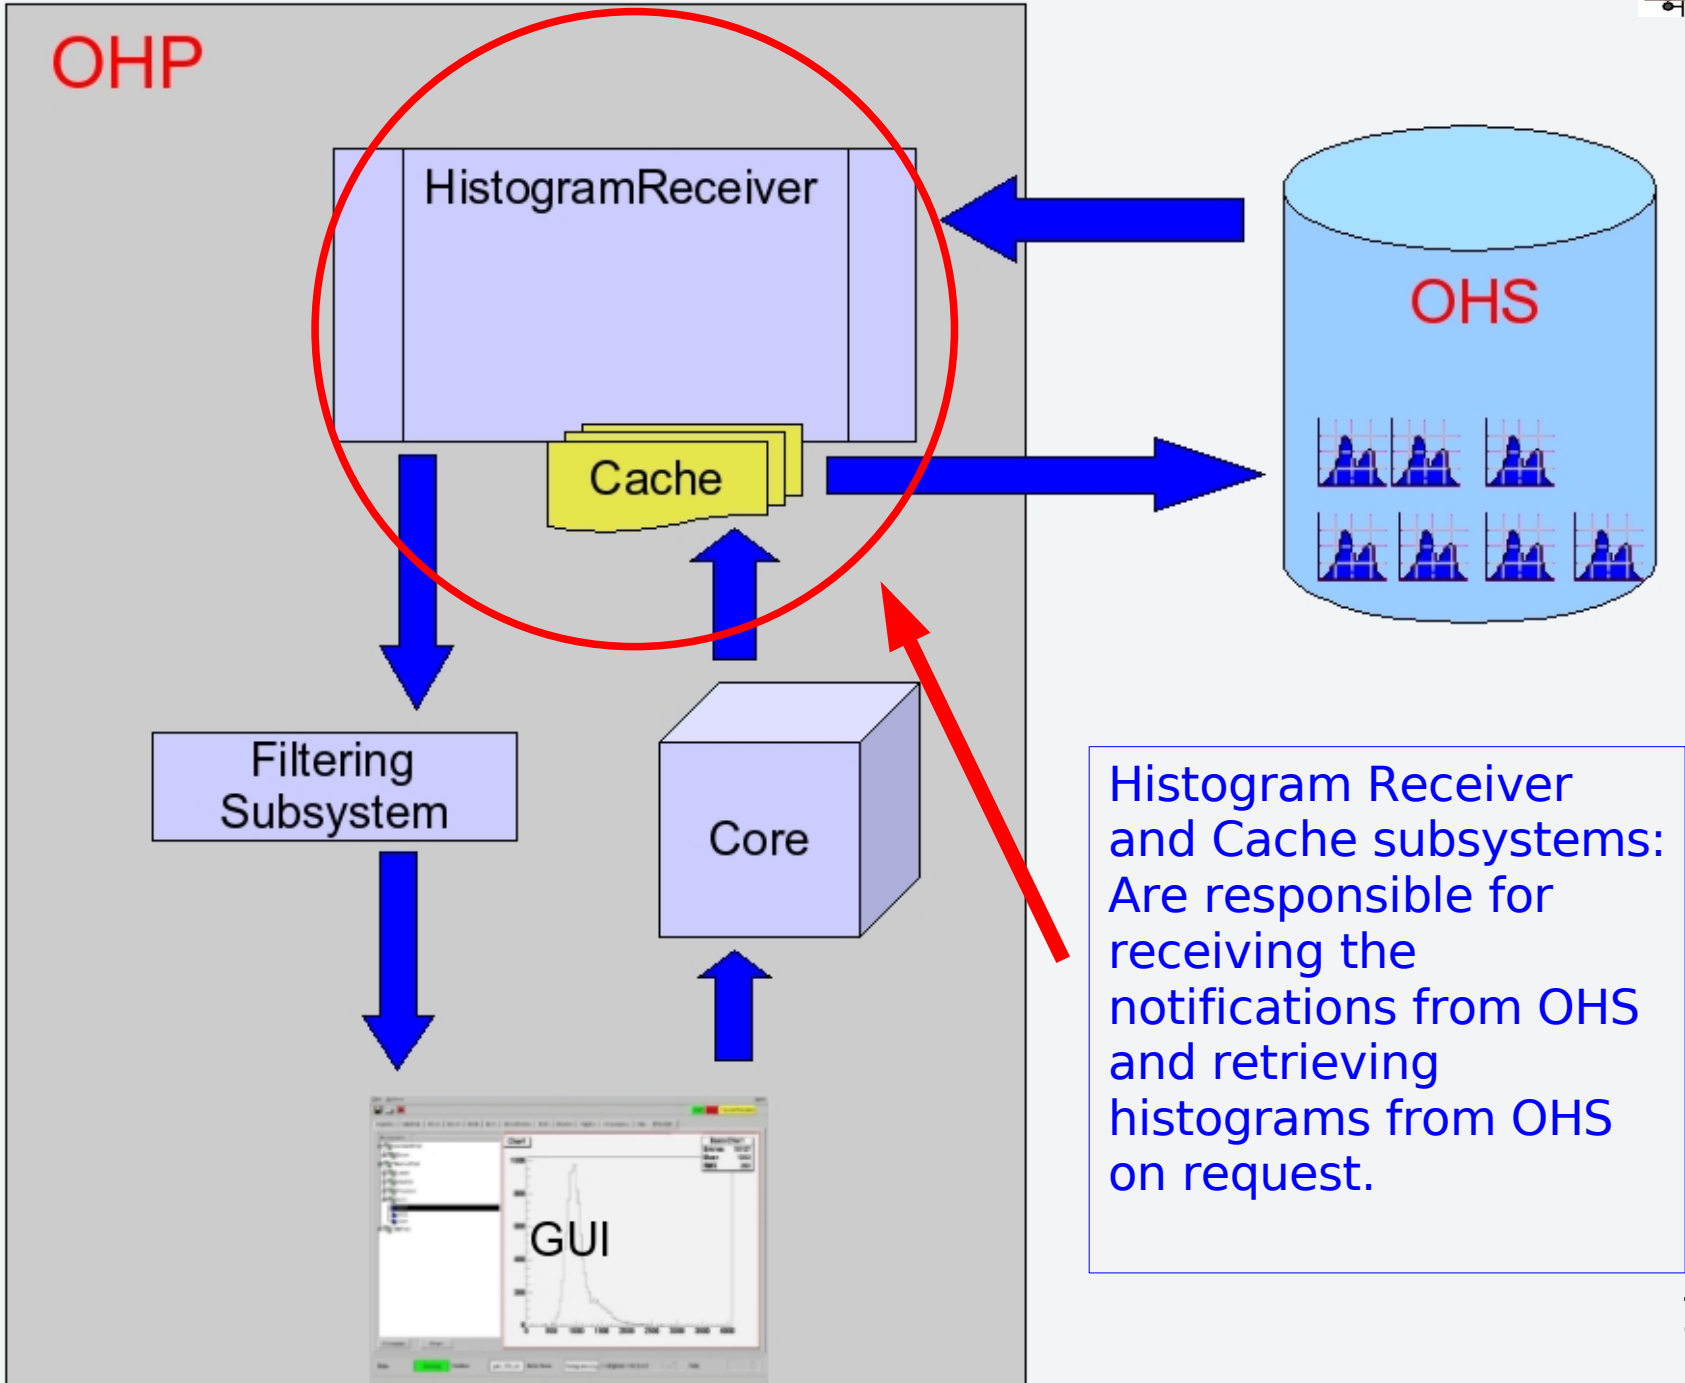 OHP
HistogramReceiver
OHS
Cache
Filtering
Subsystem
Core
Histogram Receiver
and Cache subsystems:
Are responsible for
receiving the
notifications from OHS
and retrieving
histograms from OHS
on request.
GUI